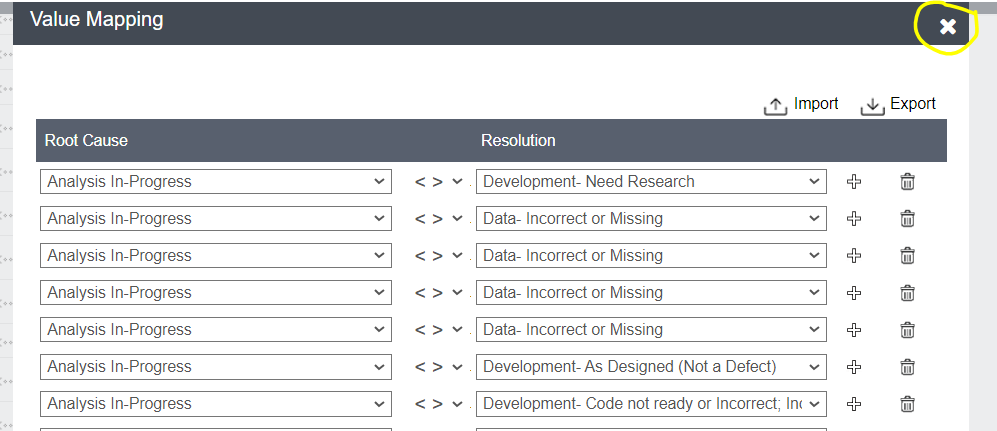 Value Mapping
Import Export
Root Cause Resolution
Analysis In-Progress < > Development- Need Research
Analysis In-Progress < > Data- Incorrect or Missing
Analysis In-Progress < > Data- Incorrect or Missing
Analysis In-Progress < > Data- Incorrect or Missing
Analysis In-Progress < > Data- Incorrect or Missing
Analysis In-Progress < > Development- As Designed (Not a Defect)
Analysis In-Progress < > Development- Code not ready or Incorrect;